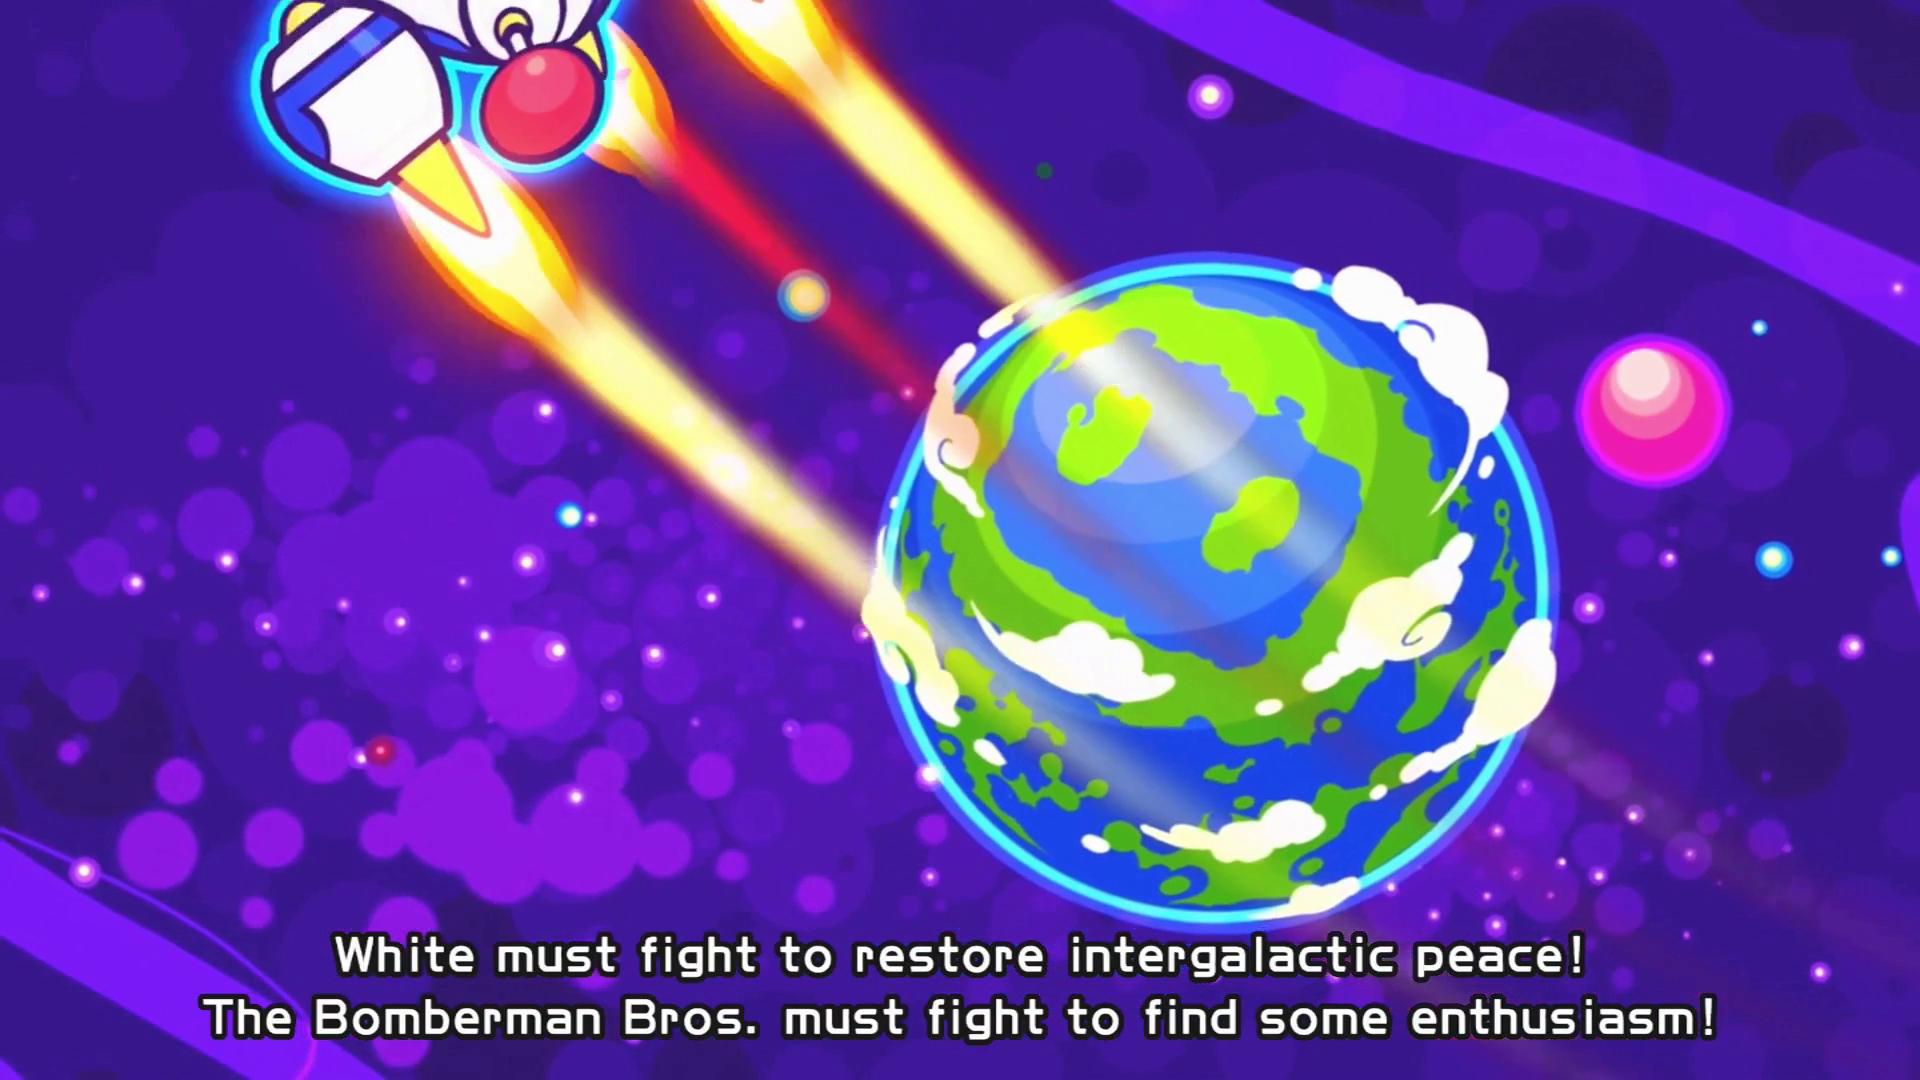 White must fight to restore intergalactic peace!
The Bomberman Bros. must fight to find some enthusiasm!